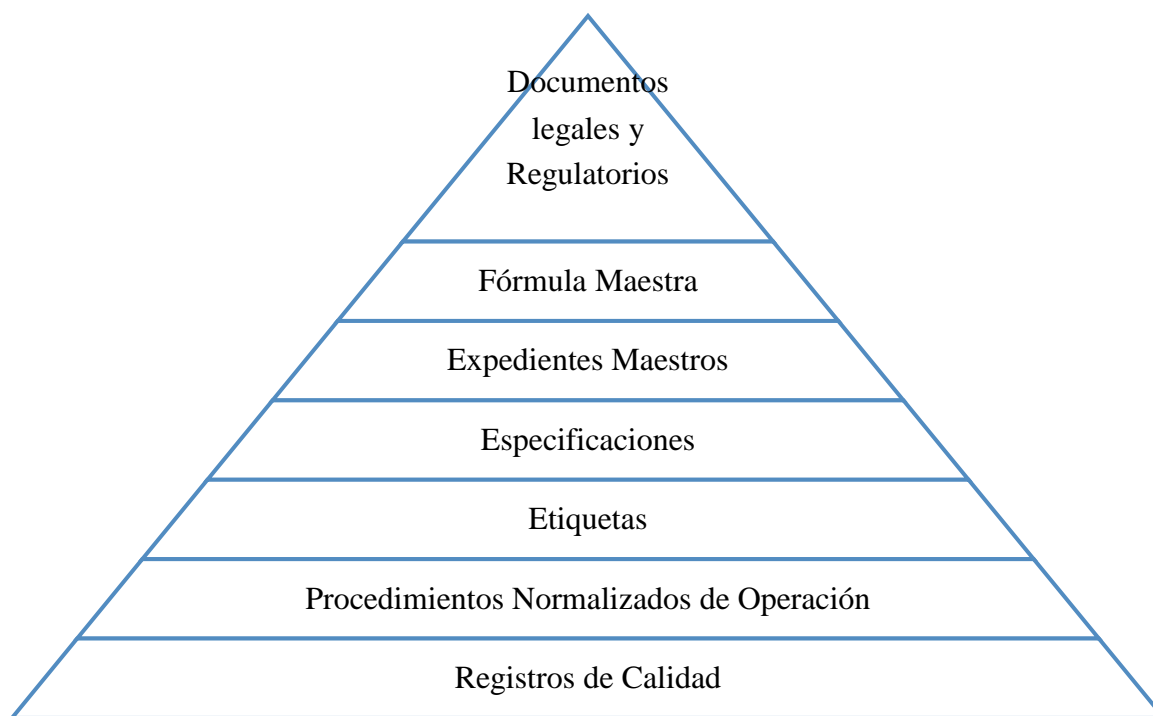 Documentos
legales y
Regulatorios
Fórmula Maestra
Expedientes Maestros
Especificaciones
Etiquetas
Procedimientos Normalizados de Operación
Registros de Calidad